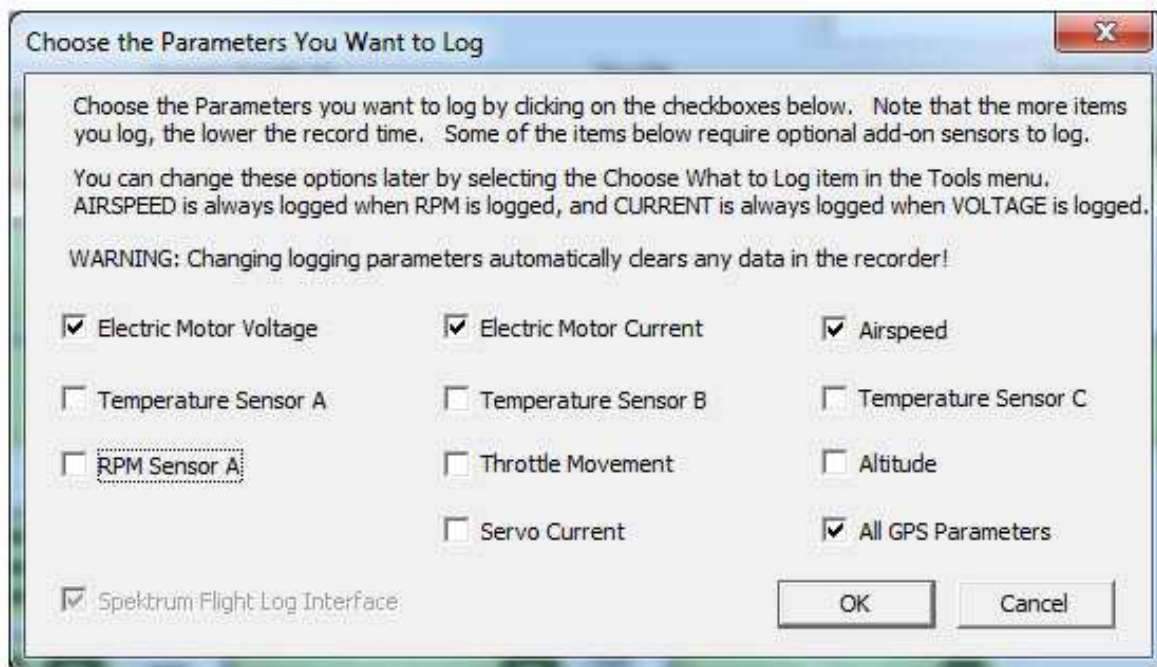 Choose the Parameters You Want to Log
Choose the Parameters you want to log by clicking on the checkboxes below. Note that the more items
you log, the lower the record time. Some of the items below require optional add-on sensors to log.
You can change these options later by selecting the Choose What to Log item in the Tools menu.
AIRSPEED is always logged when RPM is logged, and CURRENT is always logged when VOLTAGE is logged.
WARNING: Changing logging parameters automatically clears any data in the recorder!
Electric Motor Voltage
Electric Motor Current
Airspeed
Temperature Sensor A
Temperature Sensor B
Temperature Sensor C
RPM Sensor A
Throttle Movement
Altitude
Servo Current
All GPS Parameters
Spektrum Flight Log Interface
OK
Cancel